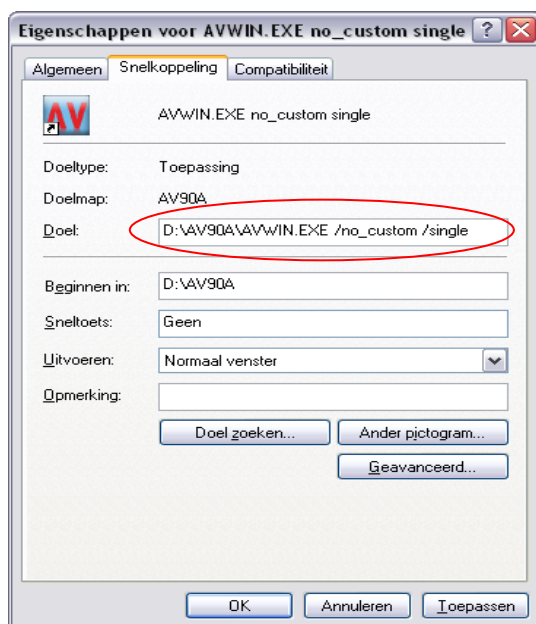 Eigenschappen voor AVWIN.EXE no_custom single
Algemeen Snelkoppeling Compatibiliteit
AV AVWIN.EXE no_custom single
Doeltype: Toepassing
Doelmap: AV90A
Doel: D:\AV90A\AVWIN.EXE /no_custom /single
Beginnen in: D:\AV90A
Sneltoets: Geen
Uitvoeren: Normaal venster
Opmerking:
Doel zoeken... Ander pictogram...
Geavanceerd...
OK Annuleren Toepassen